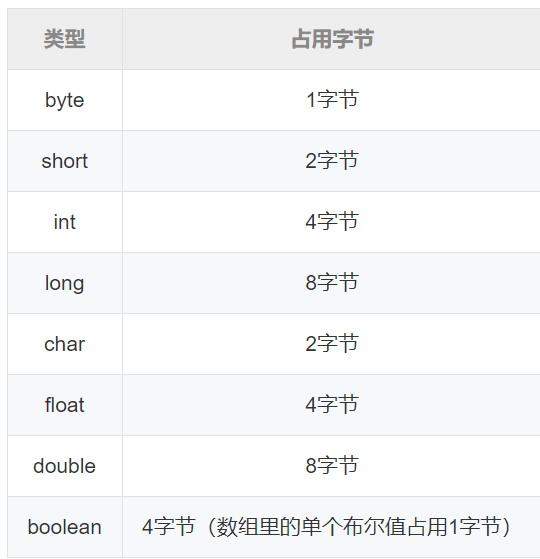 类型 占用字节
byte 1字节
short 2字节
int 4字节
long 8字节
char 2字节
float 4字节
double 8字节
boolean 4字节（数组里的单个布尔值占用1字节）